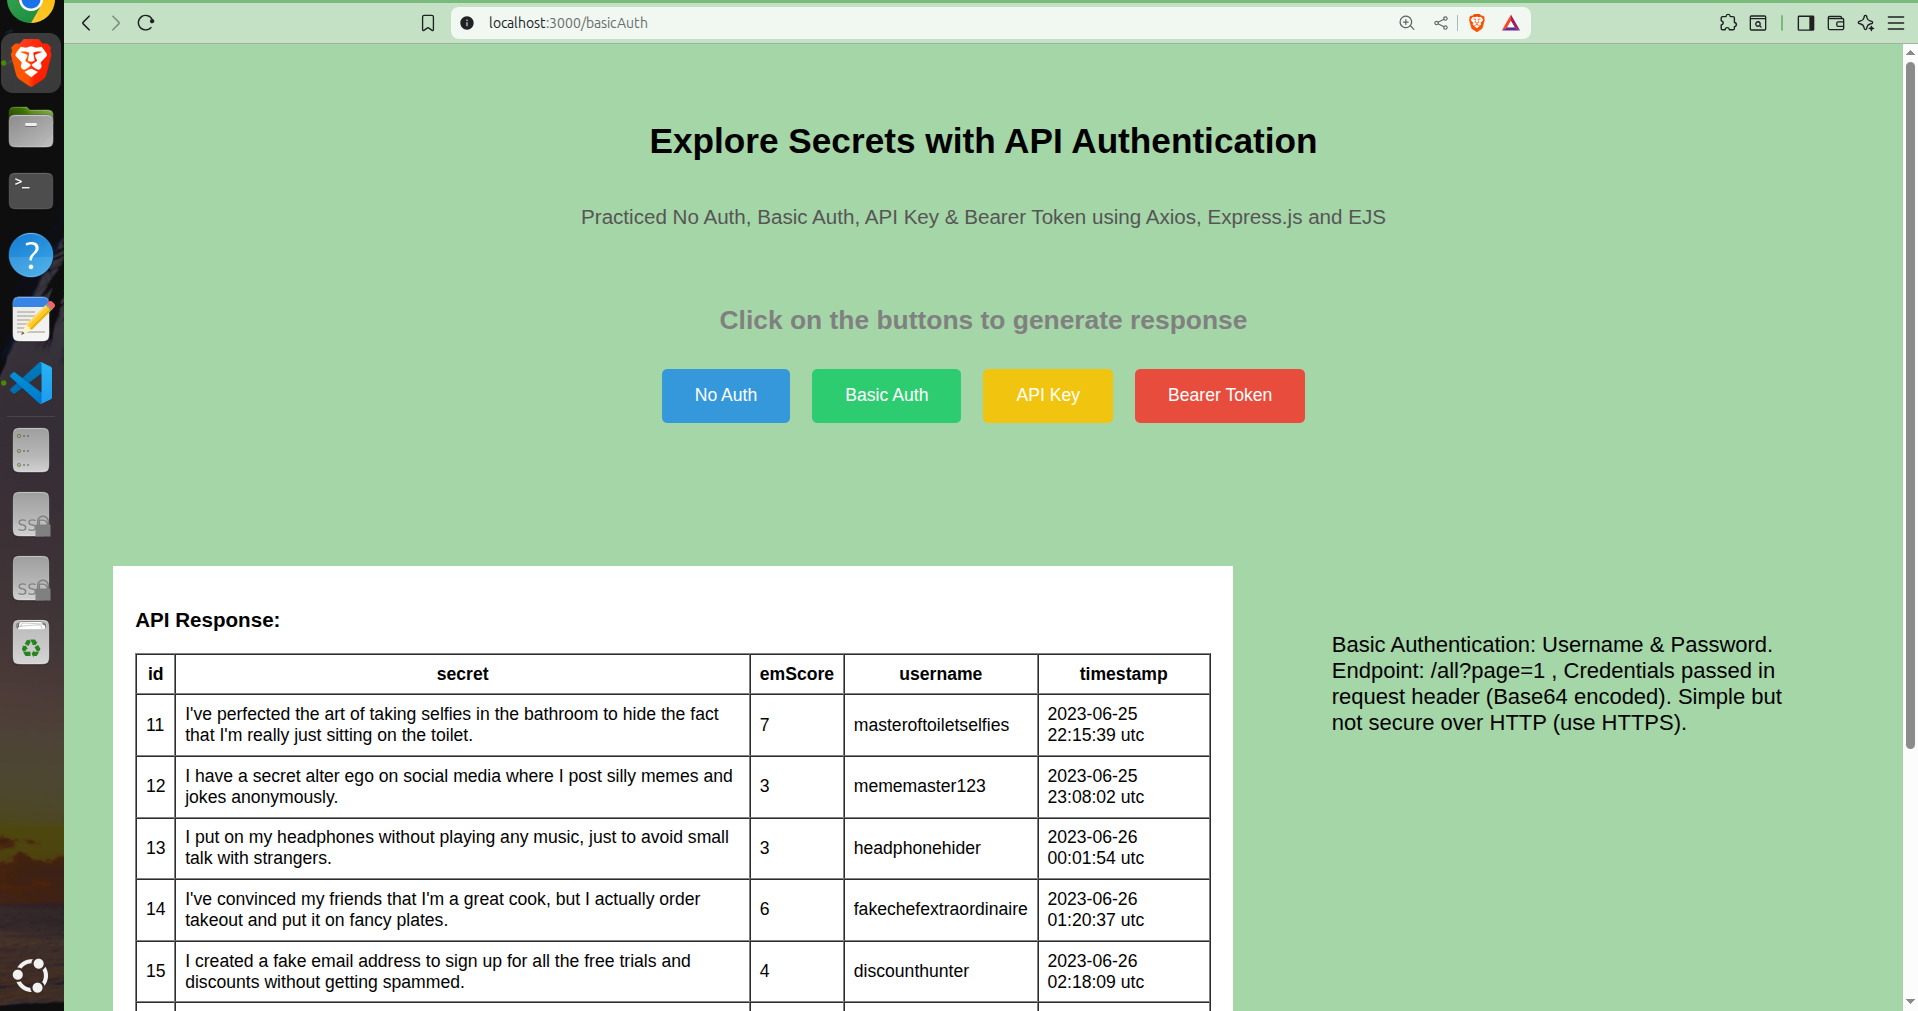 localhost:3000/basicAuth
Explore Secrets with API Authentication
Practiced No Auth, Basic Auth, API Key & Bearer Token using Axios, Express.js and EJS
Click on the buttons to generate response
No Auth Basic Auth API Key Bearer Token
API Response:
id secret emScore username timestamp
11 I've perfected the art of taking selfies in the bathroom to hide the fact that I'm really just sitting on the toilet. 7 masteroftoiletselfies 2023-06-25 22:15:39 utc
12 I have a secret alter ego on social media where I post silly memes and jokes anonymously. 3 mememaster123 2023-06-25 23:08:02 utc
13 I put on my headphones without playing any music, just to avoid small talk with strangers. 3 headphonehider 2023-06-26 00:01:54 utc
14 I've convinced my friends that I'm a great cook, but I actually order takeout and put it on fancy plates. 6 fakechefextraordinaire 2023-06-26 01:20:37 utc
15 I created a fake email address to sign up for all the free trials and discounts without getting spammed. 4 discounthunter 2023-06-26 02:18:09 utc
Basic Authentication: Username & Password.
Endpoint: /all?page=1 , Credentials passed in
request header (Base64 encoded). Simple but
not secure over HTTP (use HTTPS).